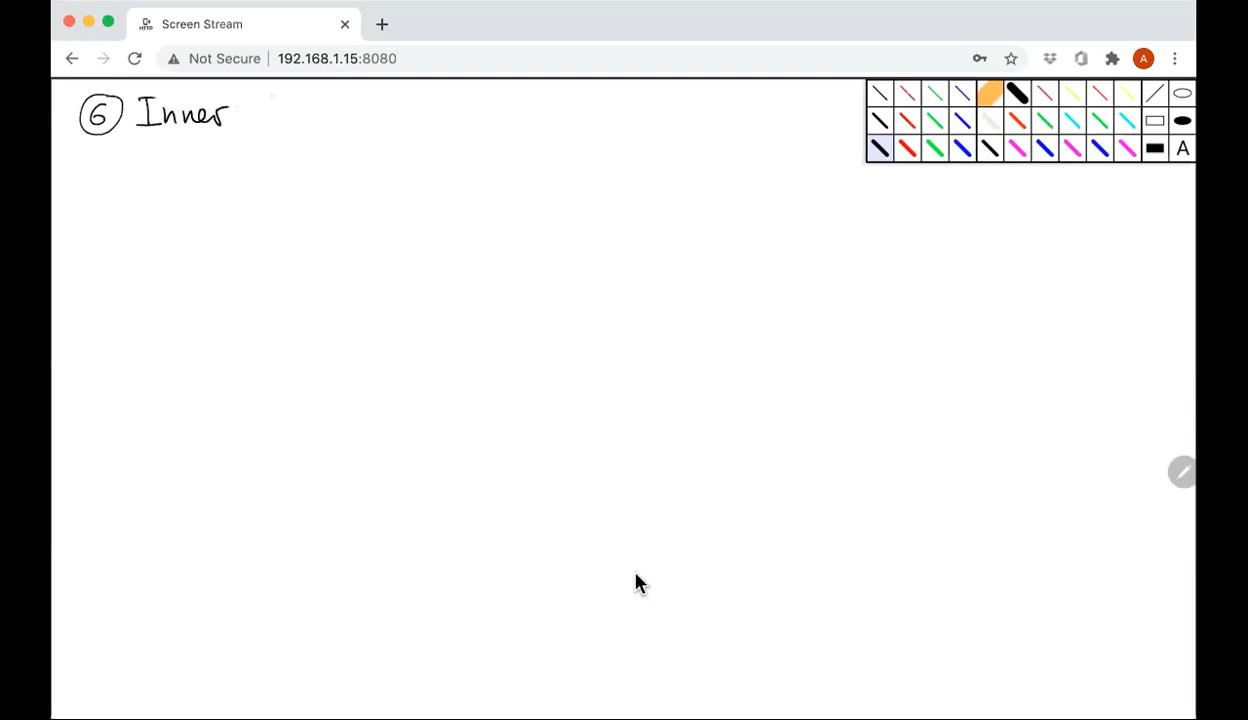 Screen Stream
Not Secure | 192.168.1.15:8080
A
A
⑥ Inner